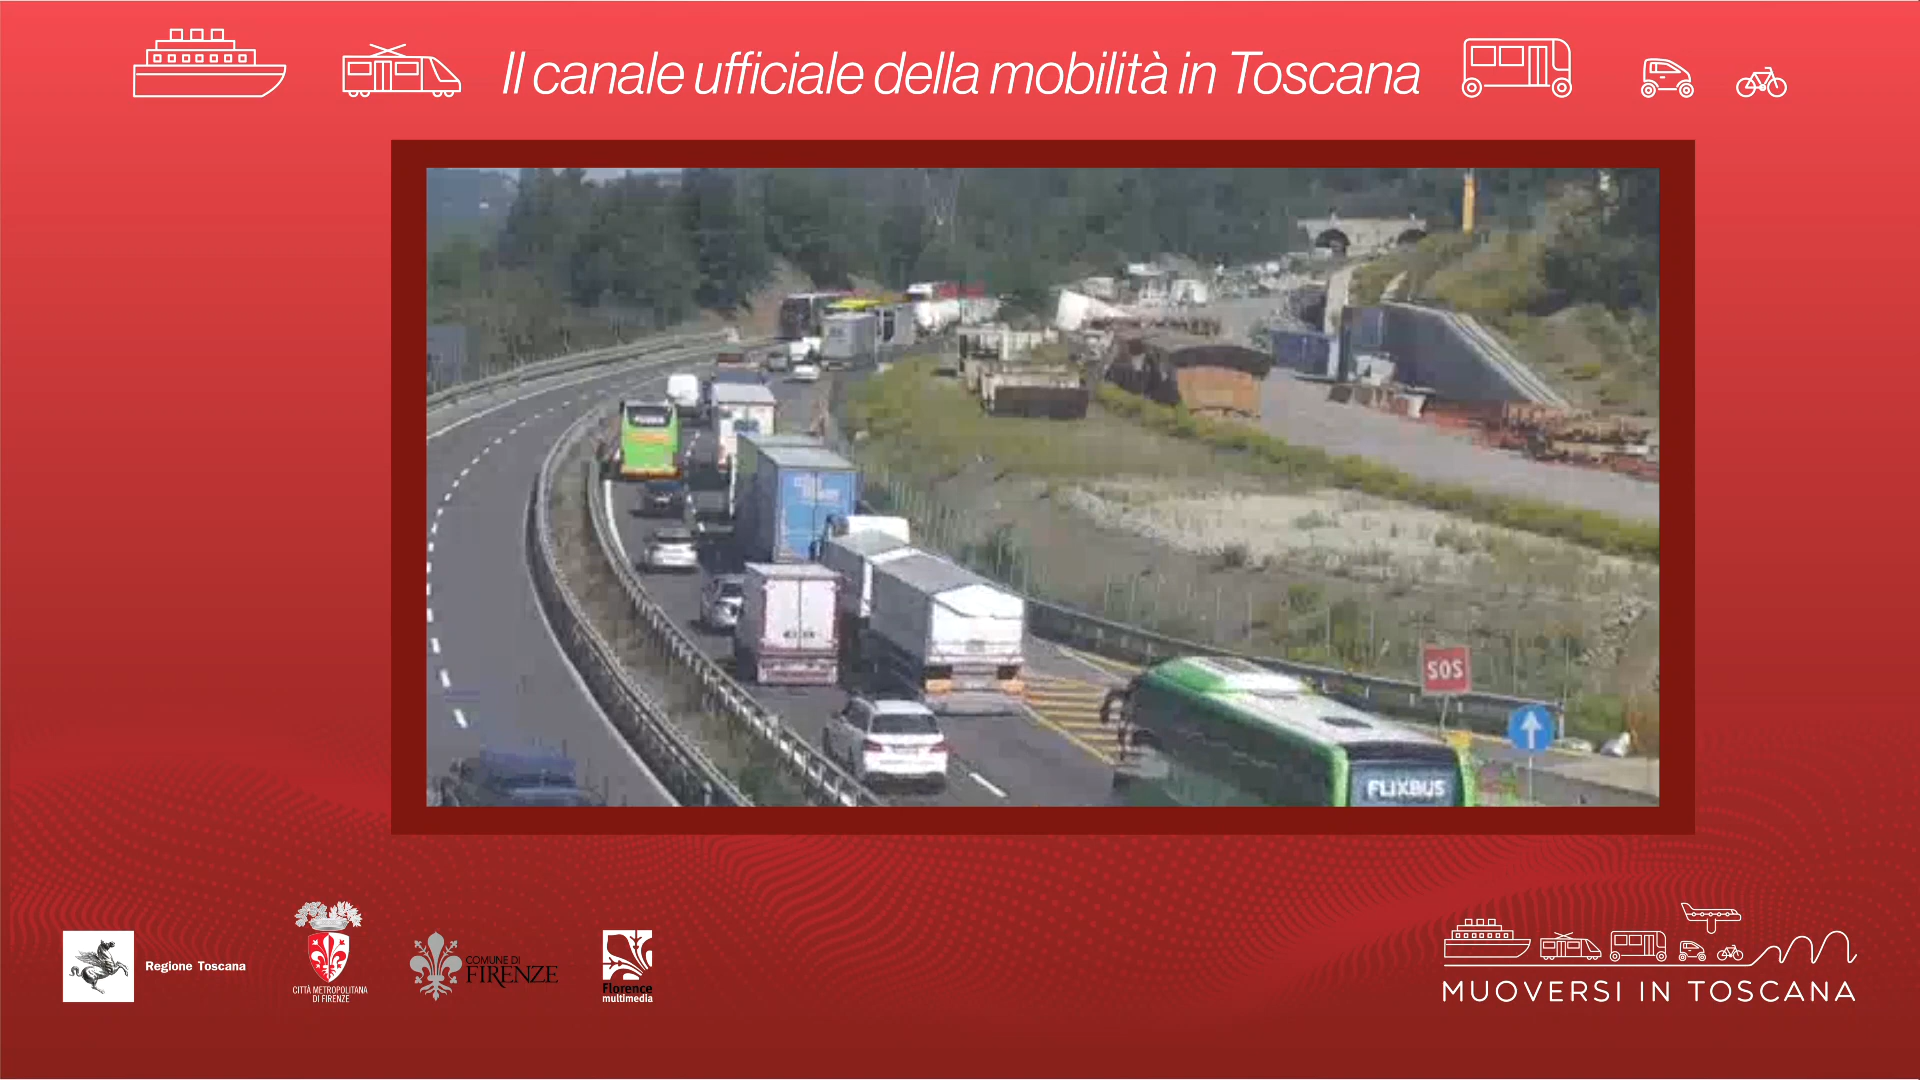 Il canale ufficiale della mobilità in Toscana
SOS
FLIXBUS
Regione Toscana
CITTÀ METROPOLITANA
DI FIRENZE
COMUNE DI
FIRENZE
Florence
multimedia
MUOVERSI IN TOSCANA